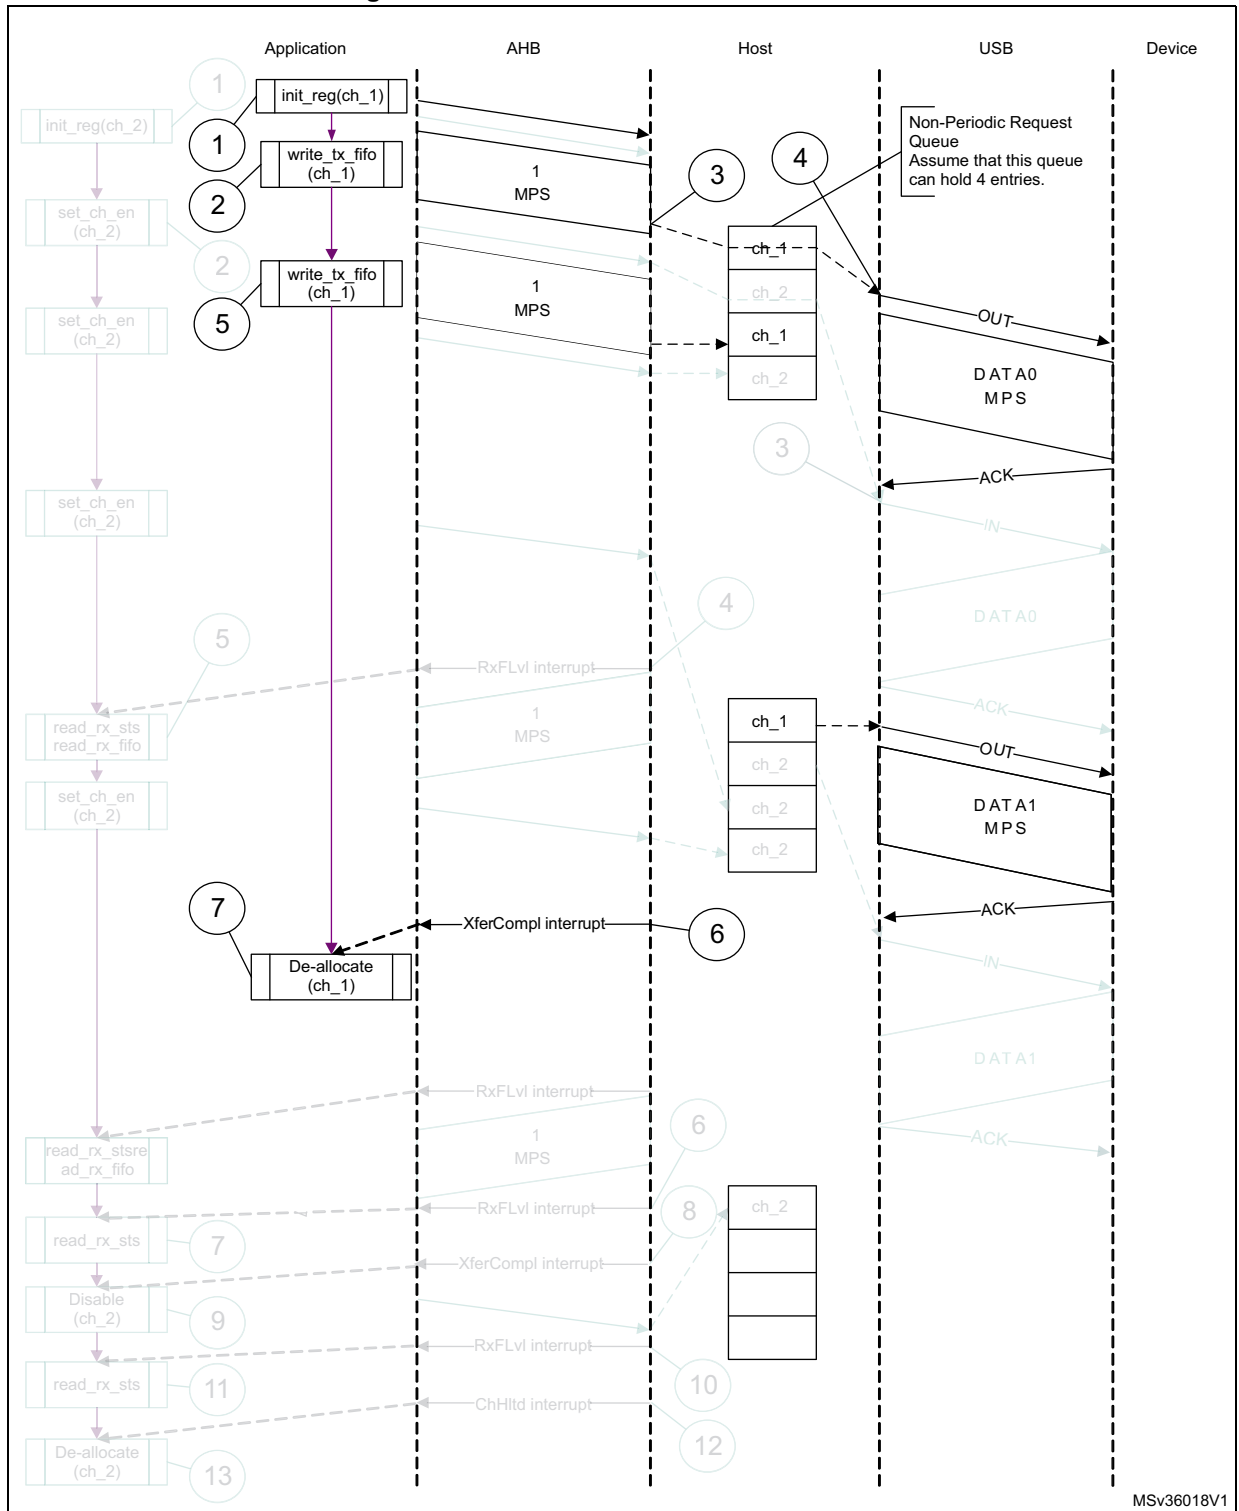 Application
AHB
Host
USB
Device
1
init_reg(ch_1)
init_reg(ch_2)
1
Non-Periodic Request
Queue
Assume that this queue
can hold 4 entries.
write_tx_fifo
(ch_1)
2
1
MPS
3
4
set_ch_en
(ch_2)
2
ch_1
ch_2
ch_1
ch_2
write_tx_fifo
(ch_1)
5
1
MPS
set_ch_en
(ch_2)
OUT
DATA0
MPS
3
ACK
set_ch_en
(ch_2)
IN
4
DATA0
5
RxFLvl interrupt
ACK
read_rx_sts
read_rx_fifo
1
MPS
ch_1
ch_2
ch_2
ch_2
OUT
set_ch_en
(ch_2)
DATA1
MPS
7
XferCompl interrupt
6
ACK
De-allocate
(ch_1)
IN
DATA1
RxFLvl interrupt
6
read_rx_stsre
ad_rx_fifo
1
MPS
ACK
RxFLvl interrupt
8
ch_2
read_rx_sts
7
XferCompl interrupt
Disable
(ch_2)
9
RxFLvl interrupt
10
read_rx_sts
11
ChHltd interrupt
12
De-allocate
(ch_2)
13
MSv36018V1